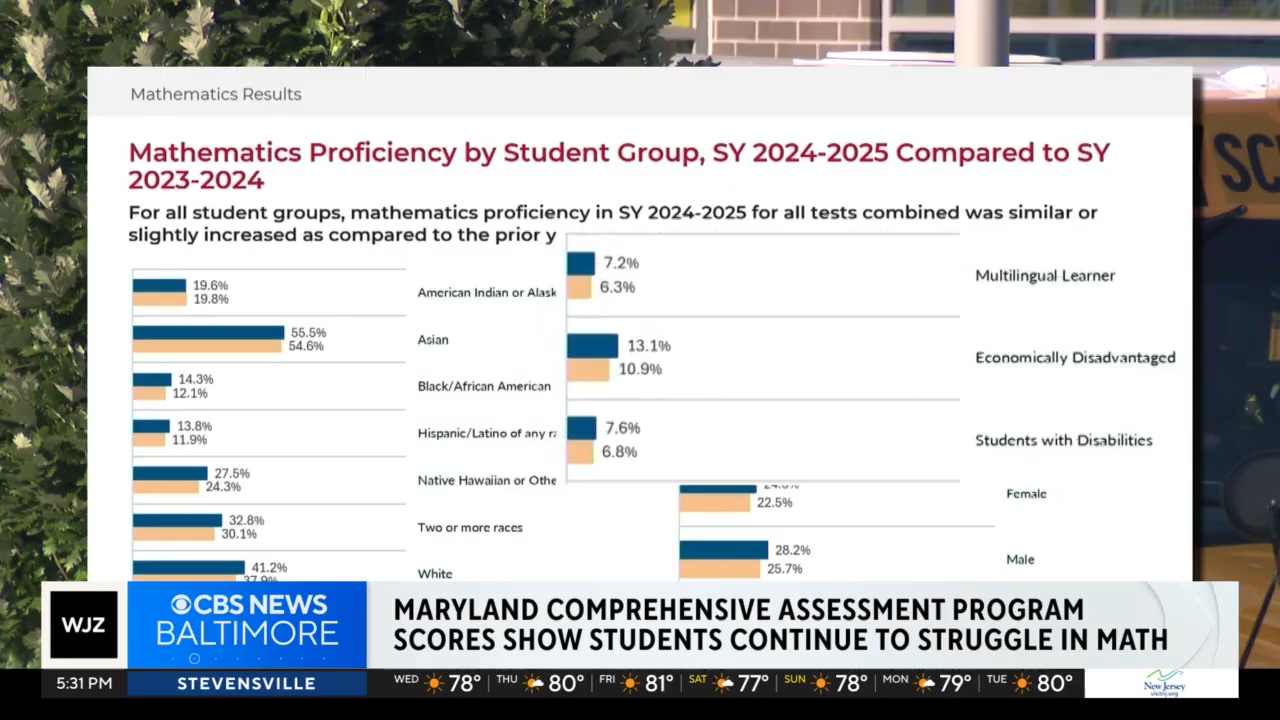 Mathematics Results
Mathematics Proficiency by Student Group, SY 2024-2025 Compared to SY
2023-2024
For all student groups, mathematics proficiency in SY 2024-2025 for all tests combined was similar or
slightly increased as compared to the prior y
19.6%
19.8%
American Indian or Alask
55.5%
54.6%
Asian
14.3%
12.1%
Black/African American
13.8%
11.9%
Hispanic/Latino of any
27.5%
24.3%
Native Hawaiian or Othe
32.8%
30.1%
Two or more races
41.2%
37.9%
White
7.2%
6.3%
Multilingual Learner
13.1%
10.9%
Economically Disadvantaged
7.6%
6.8%
Students with Disabilities
22.5%
Female
28.2%
25.7%
Male
SC
WJZ
CBS NEWS
BALTIMORE
MARYLAND COMPREHENSIVE ASSESSMENT PROGRAM
SCORES SHOW STUDENTS CONTINUE TO STRUGGLE IN MATH
5:31 PM
STEVENSVILLE
WED 78° THU 80° FRI 81° SAT 77° SUN 78° MON 79° TUE 80°
New Jersey
visitnj.org